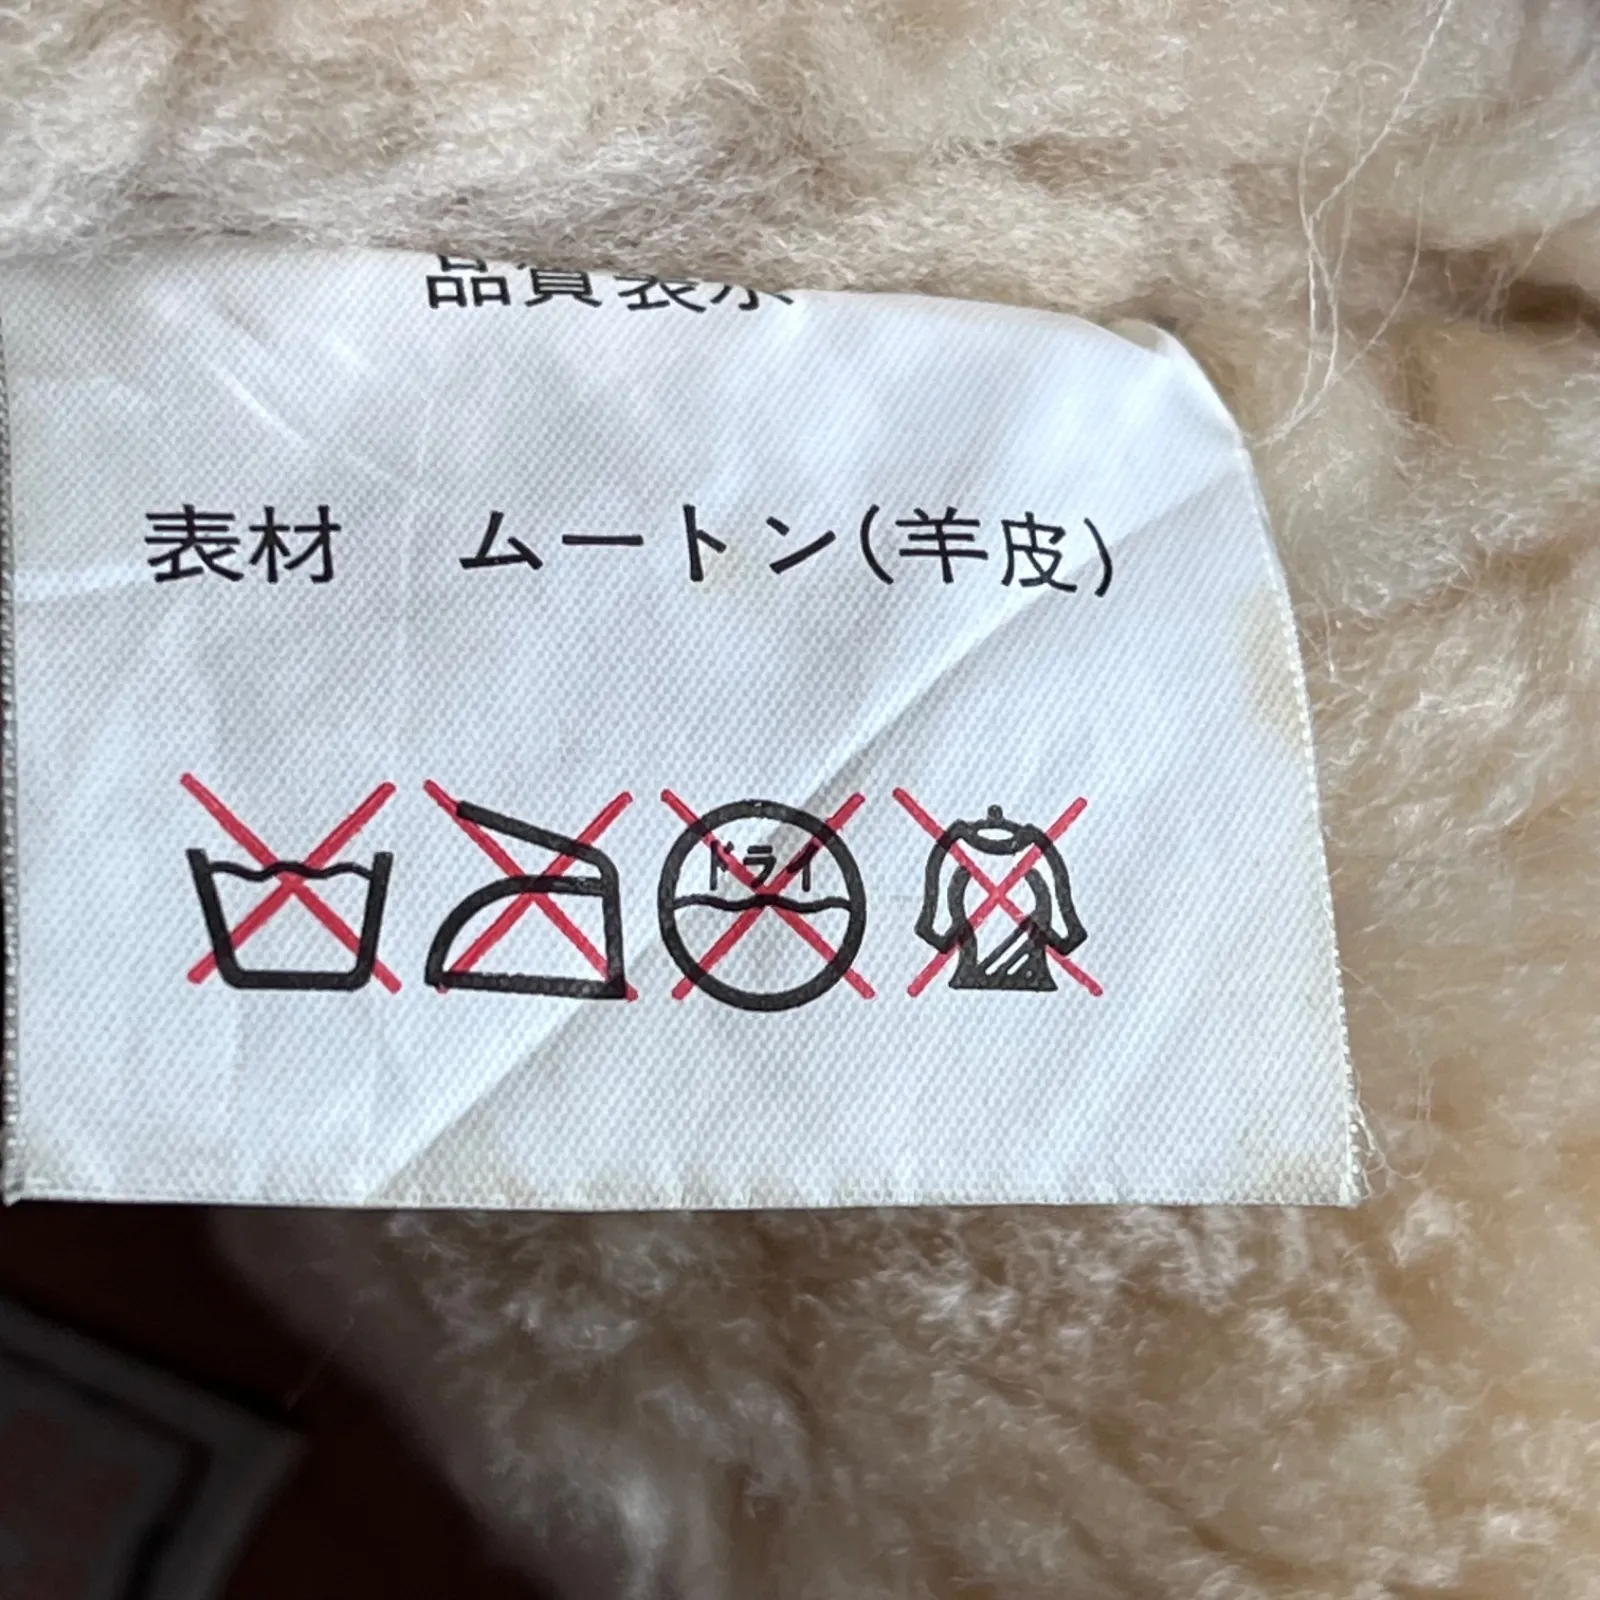 品質表示
表材 ムートン(羊皮)
ドライ